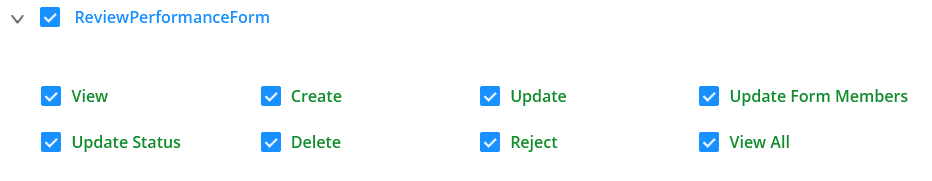 ReviewPerformanceForm
View Create Update Update Form Members
Update Status Delete Reject View All